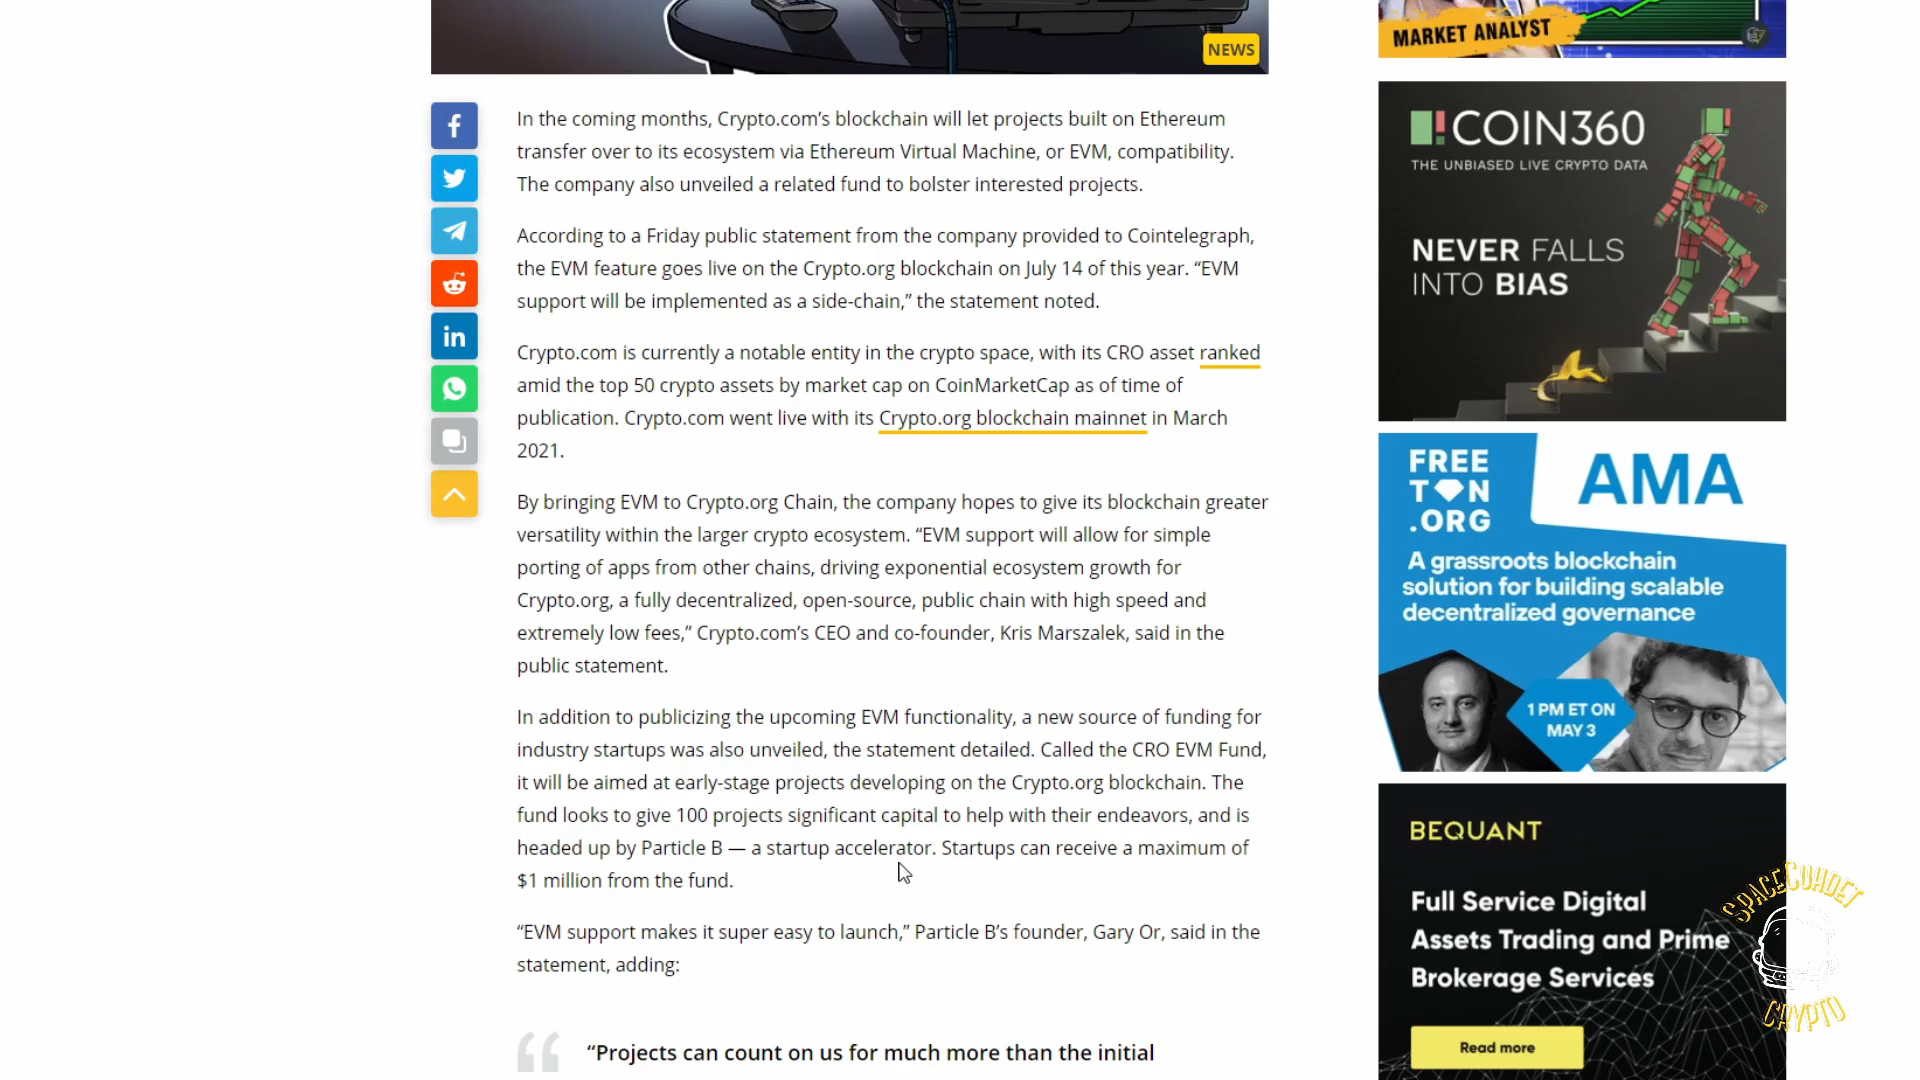 NEWS
In the coming months, Crypto.com’s blockchain will let projects built on Ethereum
transfer over to its ecosystem via Ethereum Virtual Machine, or EVM, compatibility.
The company also unveiled a related fund to bolster interested projects.
According to a Friday public statement from the company provided to Cointelegraph,
the EVM feature goes live on the Crypto.org blockchain on July 14 of this year. “EVM
support will be implemented as a side-chain,” the statement noted.
Crypto.com is currently a notable entity in the crypto space, with its CRO asset ranked
amid the top 50 crypto assets by market cap on CoinMarketCap as of time of
publication. Crypto.com went live with its Crypto.org blockchain mainnet in March
2021.
By bringing EVM to Crypto.org Chain, the company hopes to give its blockchain greater
versatility within the larger crypto ecosystem. “EVM support will allow for simple
porting of apps from other chains, driving exponential ecosystem growth for
Crypto.org, a fully decentralized, open-source, public chain with high speed and
extremely low fees,” Crypto.com’s CEO and co-founder, Kris Marszalek, said in the
public statement.
In addition to publicizing the upcoming EVM functionality, a new source of funding for
industry startups was also unveiled, the statement detailed. Called the CRO EVM Fund,
it will be aimed at early-stage projects developing on the Crypto.org blockchain. The
fund looks to give 100 projects significant capital to help with their endeavors, and is
headed up by Particle B — a startup accelerator. Startups can receive a maximum of
$1 million from the fund.
“EVM support makes it super easy to launch,” Particle B’s founder, Gary Or, said in the
statement, adding:
“Projects can count on us for much more than the initial
MARKET ANALYST
COIN360
THE UNBIASED LIVE CRYPTO DATA
NEVER FALLS
INTO BIAS
FREE
TON
.ORG
AMA
A grassroots blockchain
solution for building scalable
decentralized governance
1 PM ET ON
MAY 3
BEQUANT
Full Service Digital
Assets Trading and Prime
Brokerage Services
Read more
SPACECUHDET
CRYPTO